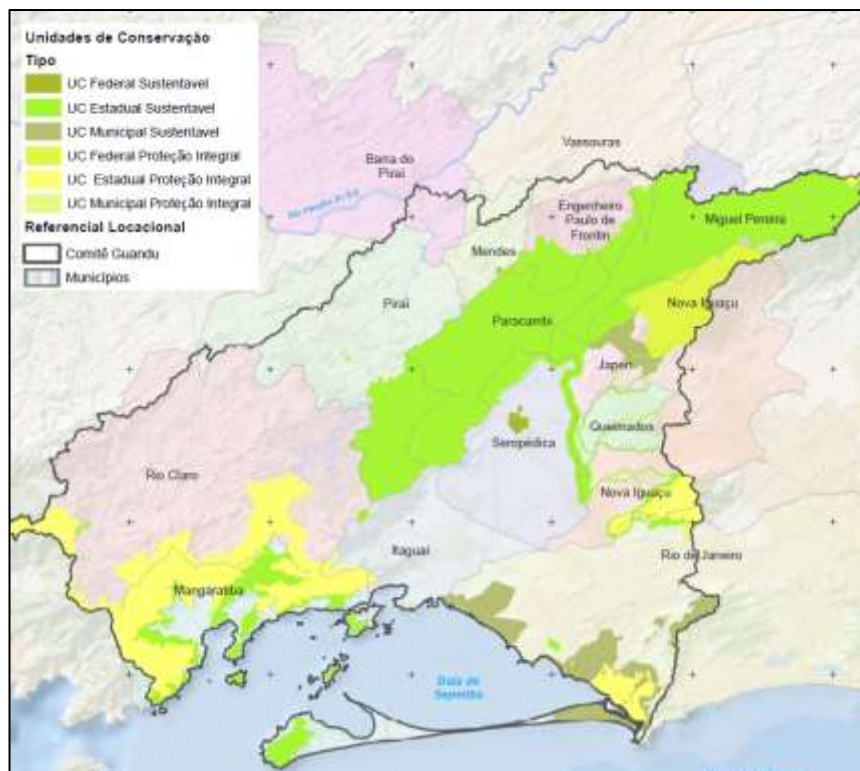 Unidades de Conservação
Tipo
UC Federal Sustentavel
UC Estadual Sustentavel
UC Municipal Sustentavel
UC Federal Proteção Integral
UC Estadual Proteção Integral
UC Municipal Proteção Integral
Referencial Locacional
Comitê Guandu
Municípios
Vassouras
Barra do
Piraí
Engenheiro
Paulo de
Frontin
Miguel Pereira
Mendes
Piraí
Nova Iguaçu
Paracambi
Japeri
Queimados
Seropédica
Rio Claro
Nova Iguaçu
Itaguaí
Rio de Janeiro
Mangaratiba
Baía de
Sepetiba